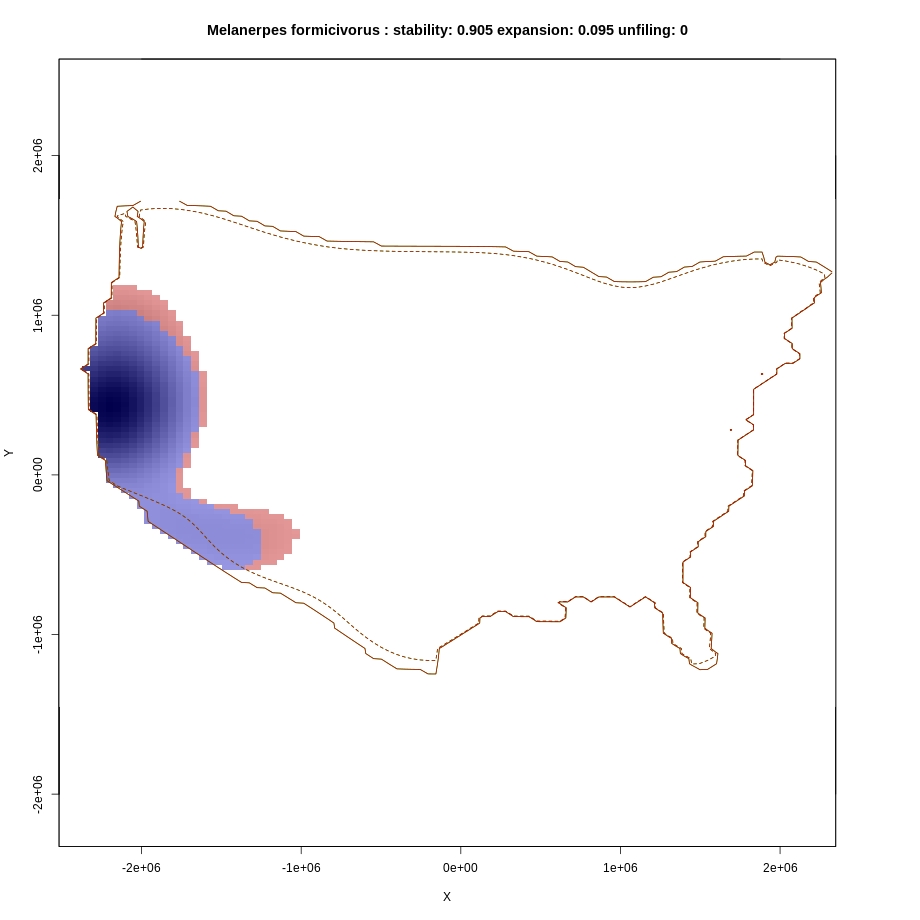 Melanerpes formicivorus : stability: 0.905 expansion: 0.095 unfiling: 0
2e+06
1e+06
0e+00
-1e+06
-2e+06
Y
-2e+06 -1e+06 0e+00 1e+06 2e+06
X